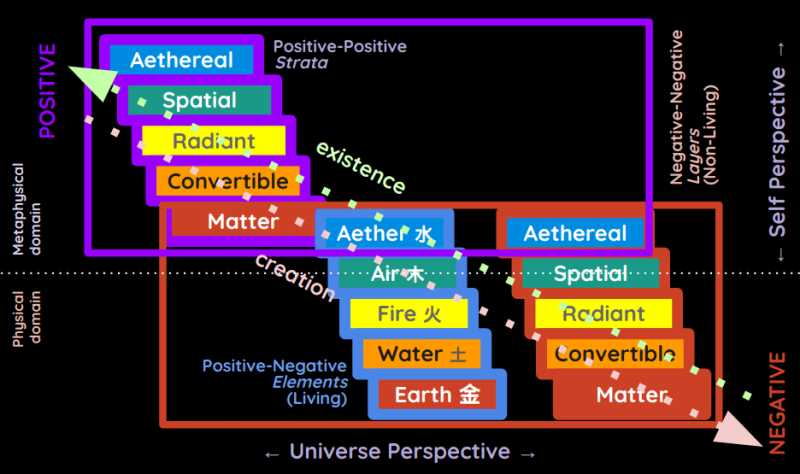 POSITIVE
Aethereal
Spatial
Radiant
Convertible
Matter
Positive-Positive
Strata
existence
creation
Metaphysical
domain
Physical
domain
Aether 水
Air 木
Fire 火
Water 土
Earth 金
Positive-Negative
Elements
(Living)
Aethereal
Spatial
Radiant
Convertible
Matter
Negative-Negative
Layers
(Non-Living)
← Self Perspective →
NEGATIVE
← Universe Perspective →